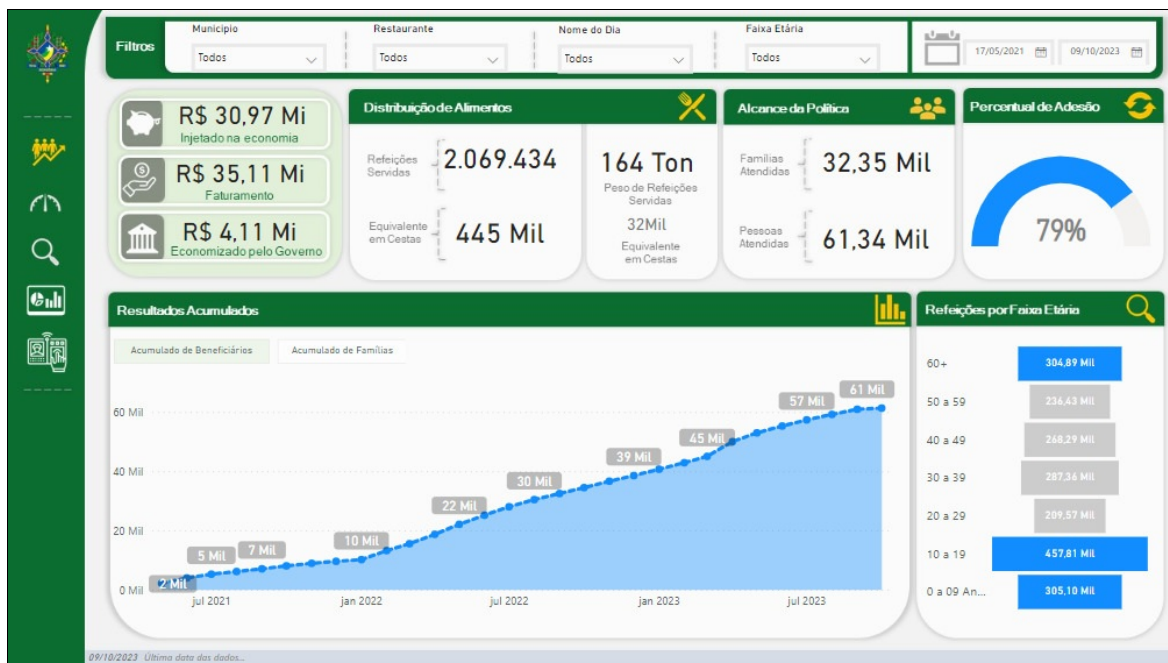 Filtros
Município
Todos
Restaurante
Todos
Nome do Dia
Todos
Faixa Etária
Todos
17/05/2021
09/10/2023
R$ 30,97 Mi
Injetado na economia
R$ 35,11 Mi
Faturamento
R$ 4,11 Mi
Economizado pelo Governo
Distribuição de Alimentos
Refeições
Servidas
2.069.434
Equivalente
em Cestas
445 Mil
164 Ton
Peso de Refeições
Servidas
32Mil
Equivalente
em Cestas
Alcance da Política
Famílias
Atendidas
32,35 Mil
Pessoas
Atendidas
61,34 Mil
Percentual de Adesão
79%
Resultados Acumulados
Acumulado de Beneficiários
Acumulado de Famílias
60 Mil
40 Mil
20 Mil
0 Mil
2 Mil
5 Mil
7 Mil
10 Mil
22 Mil
30 Mil
39 Mil
45 Mil
57 Mil
61 Mil
jul 2021
jan 2022
jul 2022
jan 2023
jul 2023
Refeições por Faixa Etária
60+
304,89 Mil
50 a 59
236,43 Mil
40 a 49
268,29 Mil
30 a 39
287,36 Mil
20 a 29
209,57 Mil
10 a 19
457,81 Mil
0 a 09 An...
305,10 Mil
09/10/2023 Última data das dados...